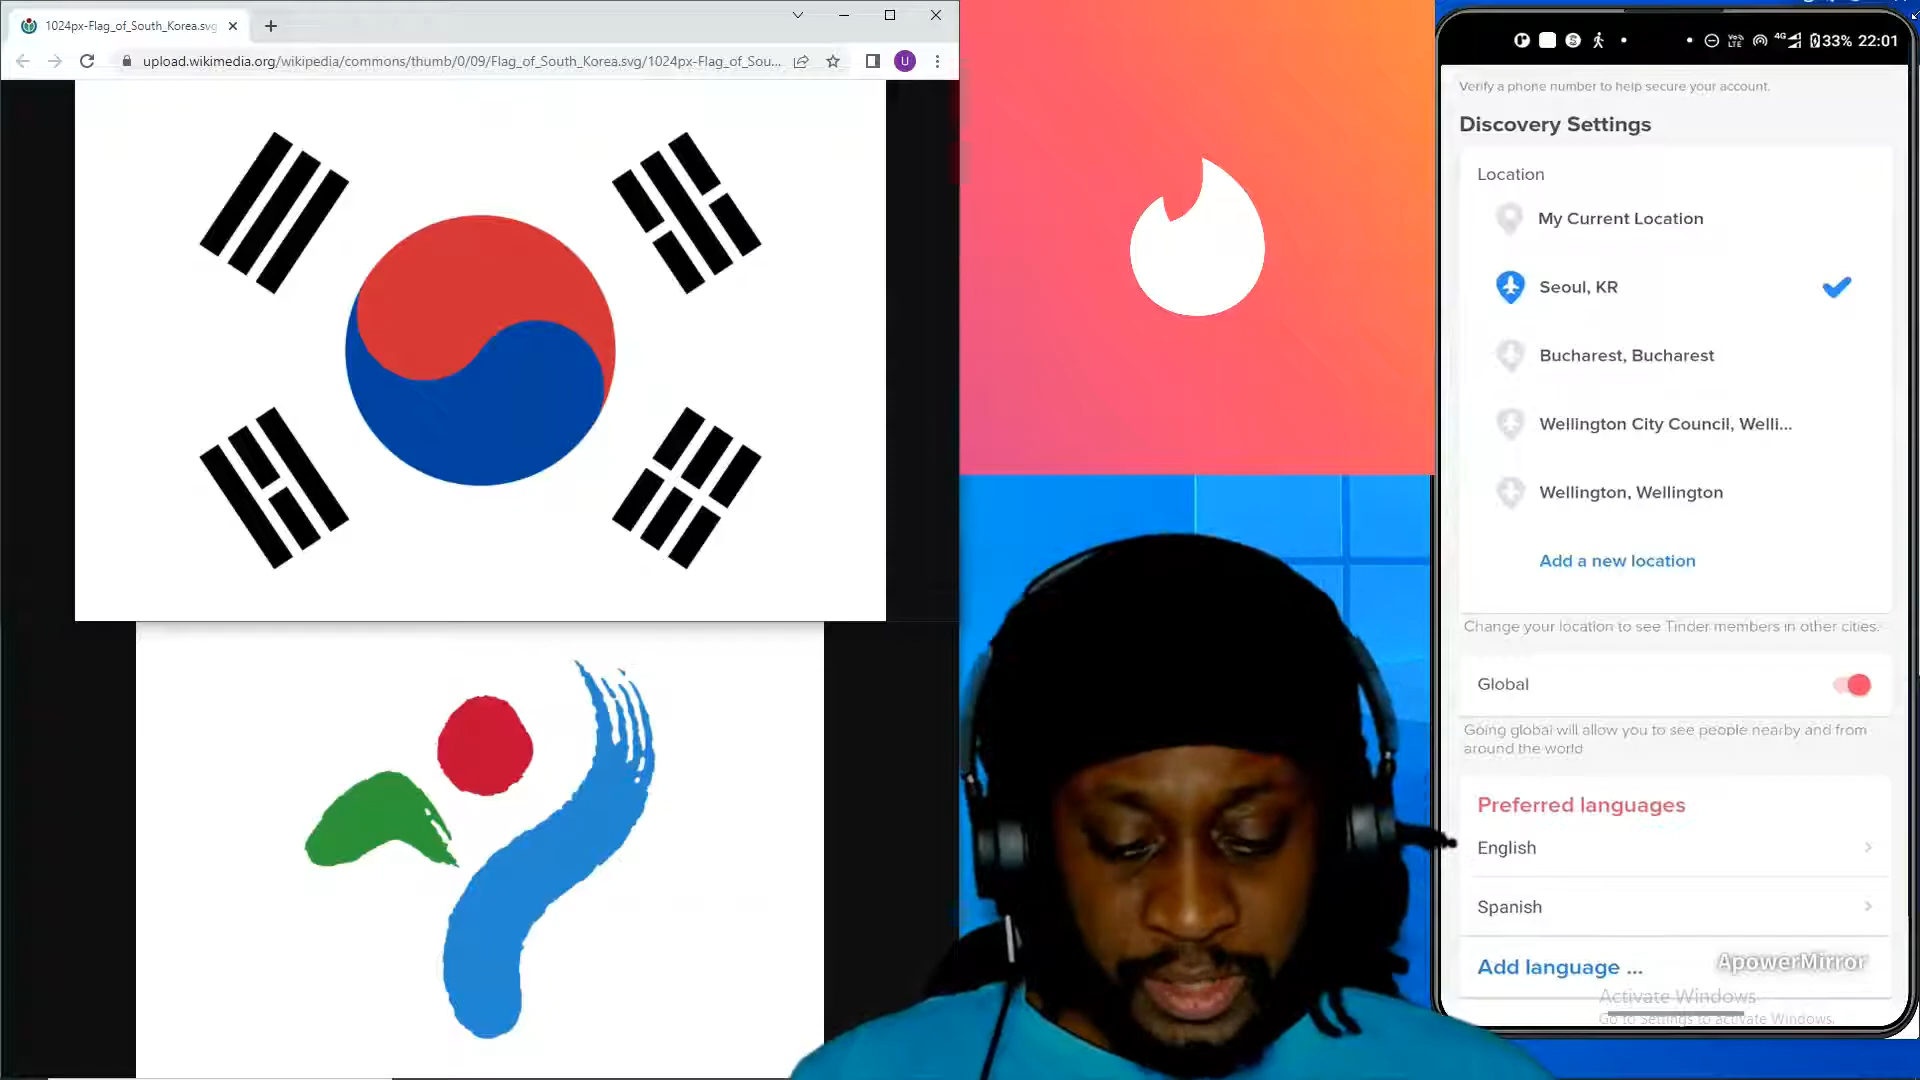 1024px-Flag_of_South_Korea.svg
upload.wikimedia.org/wikipedia/commons/thumb/0/09/Flag_of_South_Korea.svg/1024px-Flag_of_Sou...
U
VoLTE 4G 33% 22:01
Verify a phone number to help secure your account.
Discovery Settings
Location
My Current Location
Seoul, KR
Bucharest, Bucharest
Wellington City Council, Welli...
Wellington, Wellington
Add a new location
Change your location to see Tinder members in other cities.
Global
Going global will allow you to see people nearby and from
around the world
Preferred languages
English
Spanish
Add language ...
ApowerMirror
Activate Windows
Go to Settings to activate Windows.